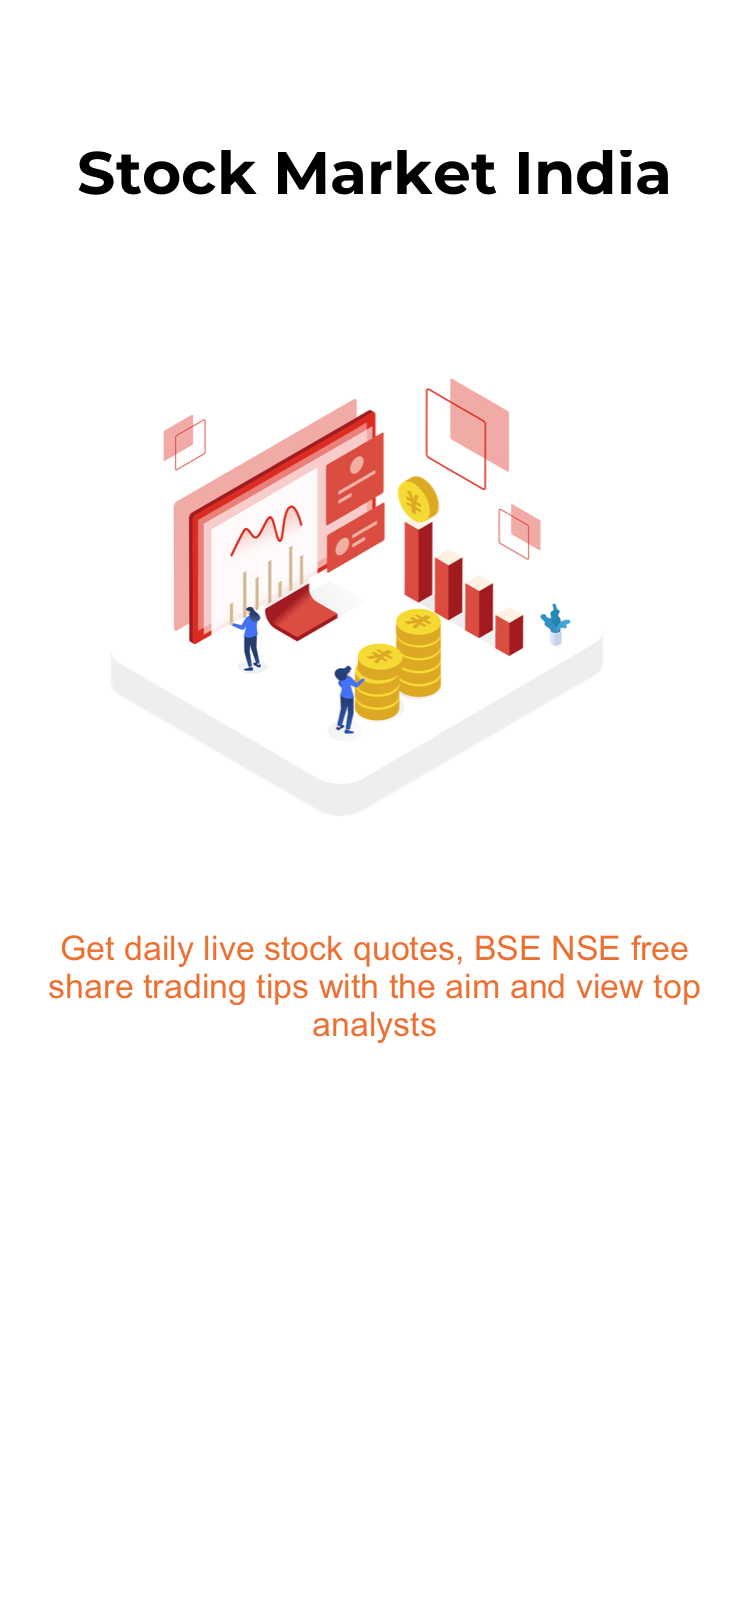 Stock Market India
Get daily live stock quotes, BSE NSE free
share trading tips with the aim and view top
analysts